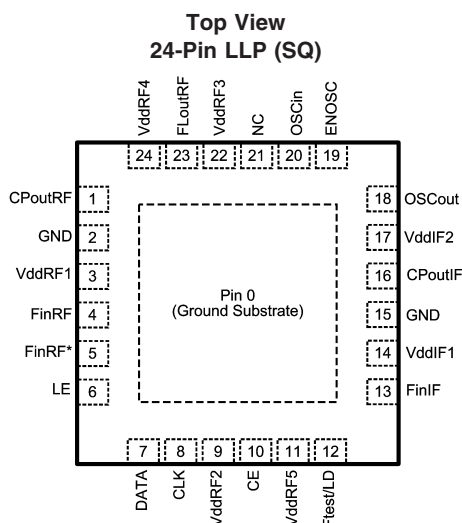 Top View
24-Pin LLP (SQ)
VddRF4
FLoutRF
VddRF3
NC
OSCin
ENOSC
24 23 22 21 20 19
CPoutRF 1
GND 2
VddRF1 3
FinRF 4
FinRF* 5
LE 6
18 OSCout
17 VddIF2
16 CPoutIF
15 GND
14 VddIF1
13 FinIF
Pin 0
(Ground Substrate)
7 8 9 10 11 12
DATA
CLK
VddRF2
CE
VddRF5
Ftest/LD